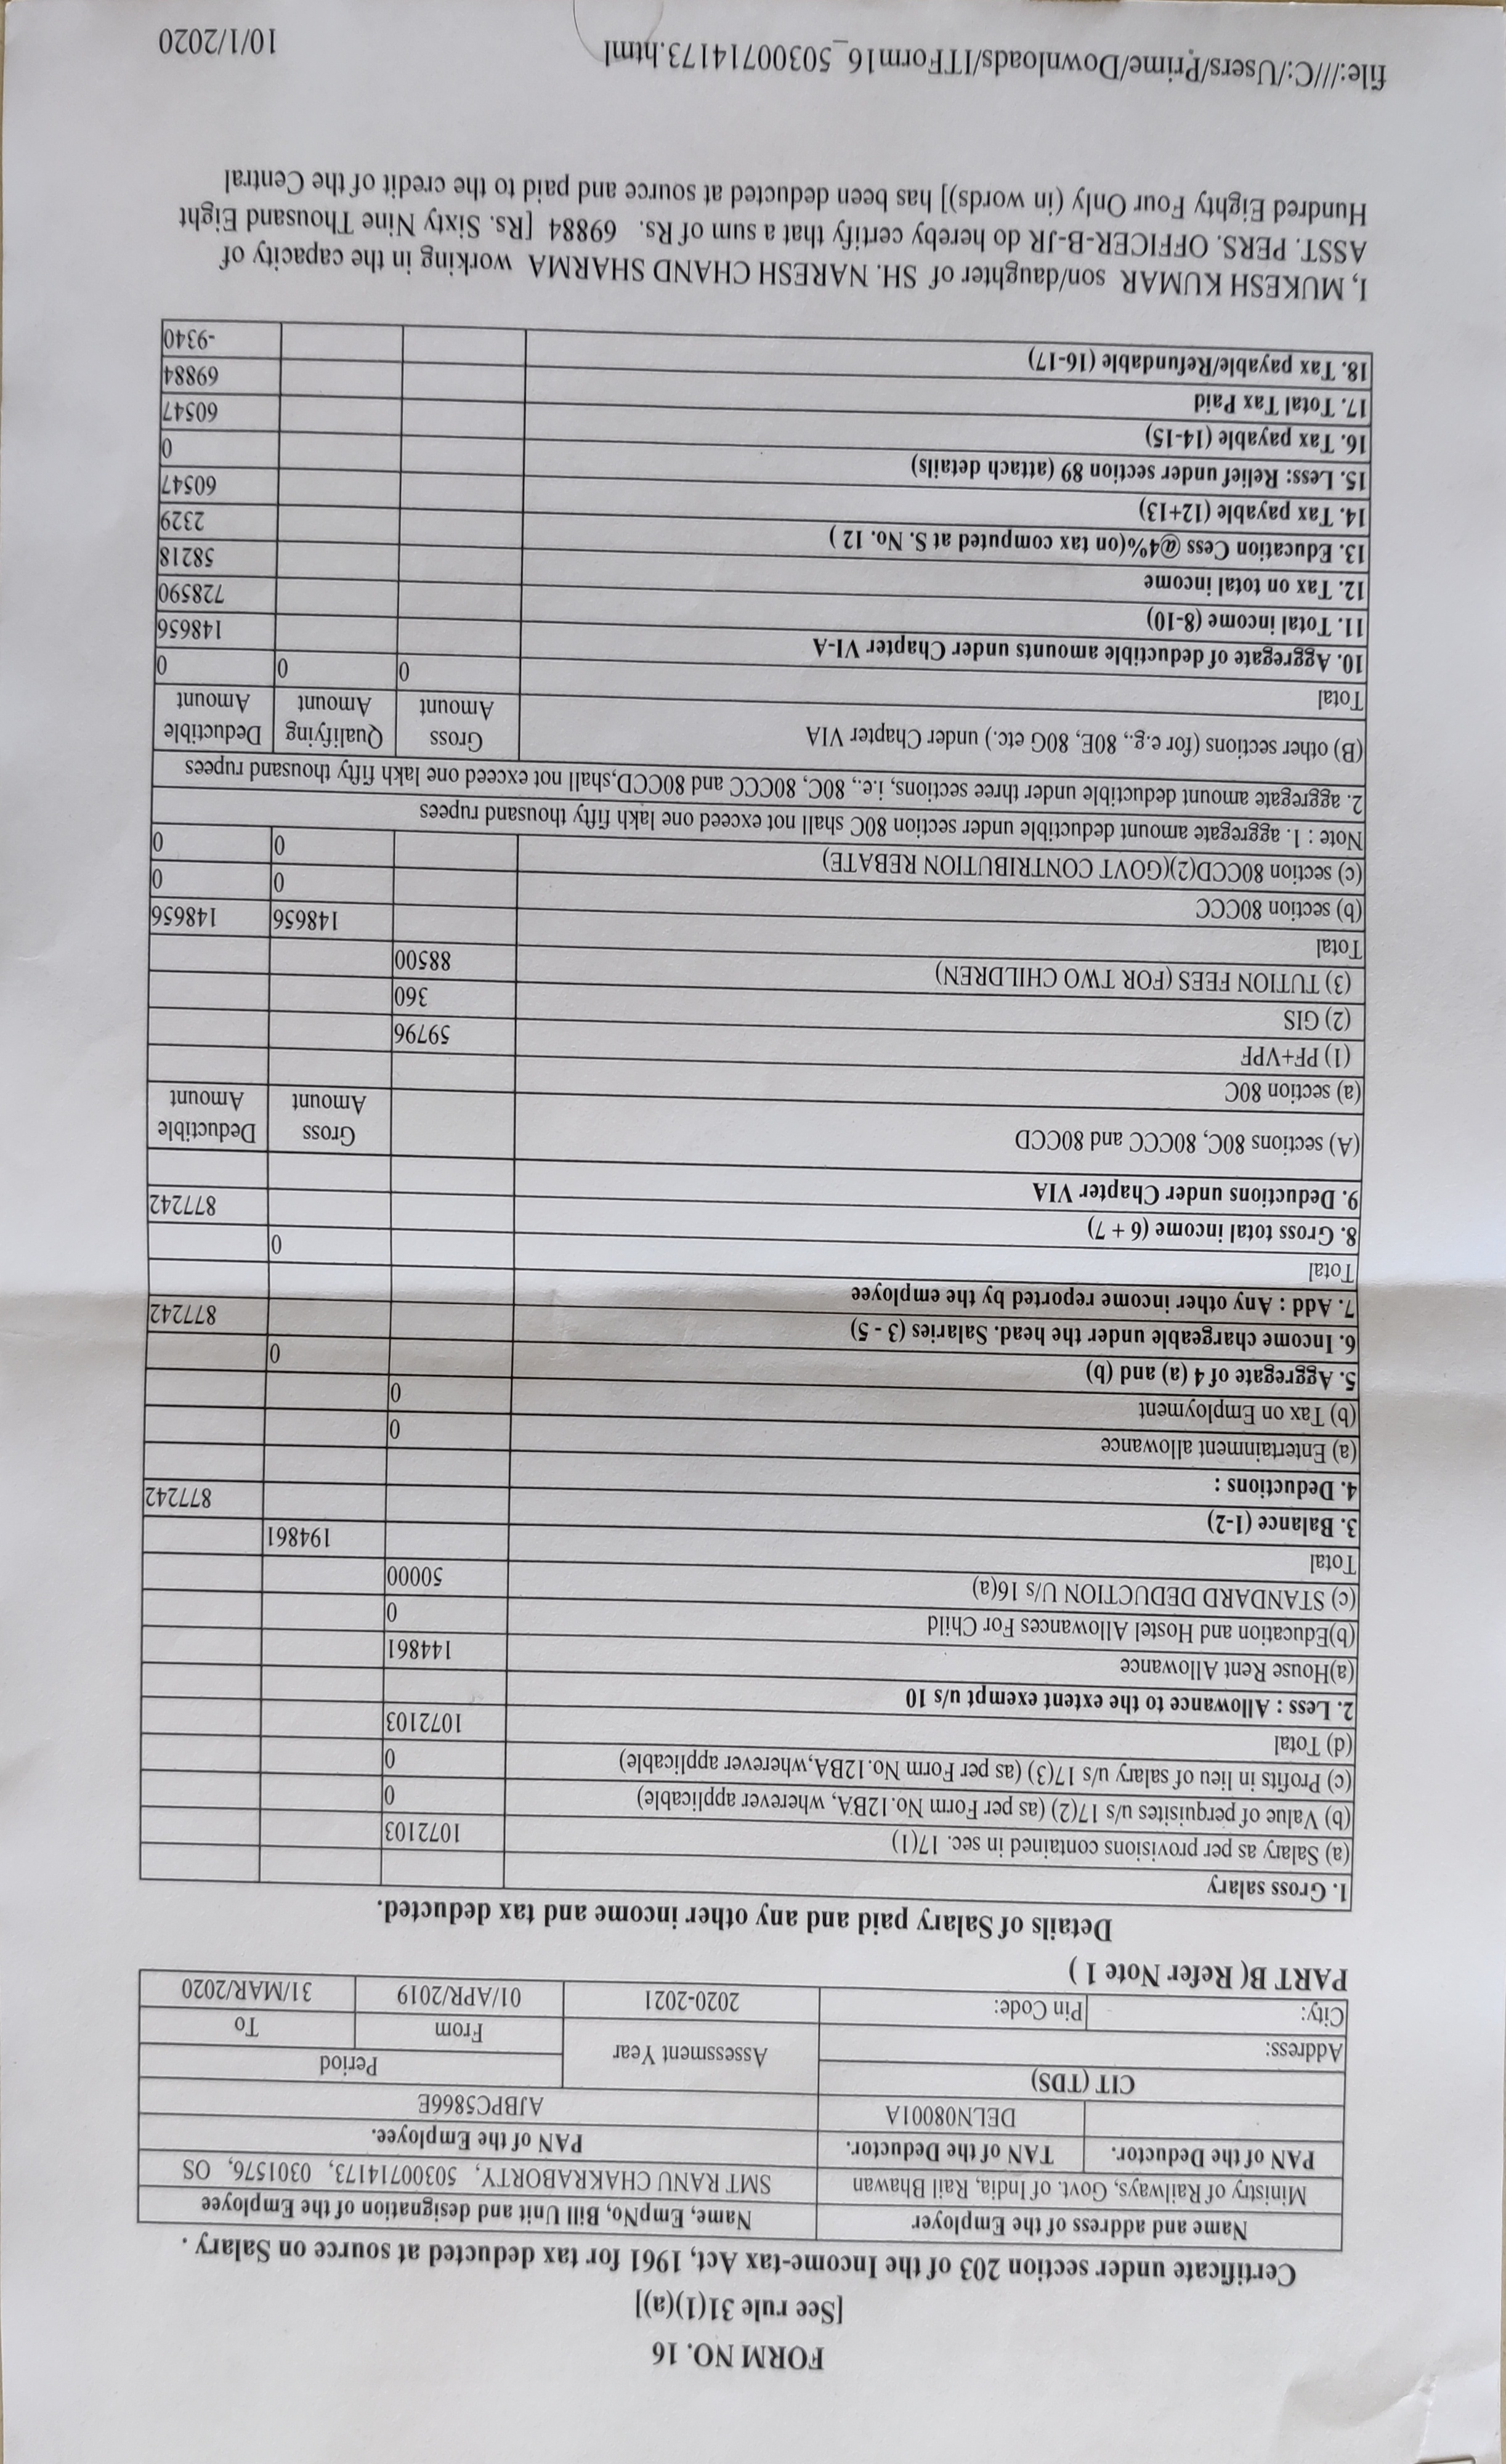 FORM NO. 16
[See rule 31(1)(a)]
Certificate under section 203 of the Income-tax Act, 1961 for tax deducted at source on Salary .
Name and address of the Employer Name, EmpNo, Bill Unit and designation of the Employee
Ministry of Railways, Govt. of India, Rail Bhawan SMT RANU CHAKRABORTY, 50300714173, 0301576, OS
PAN of the Deductor. TAN of the Deductor. PAN of the Employee.
DELN08001A AJBPC5866E
CIT (TDS) Assessment Year Period
Address: From To
City: Pin Code: 2020-2021 01/APR/2019 31/MAR/2020
PART B( Refer Note 1 )
Details of Salary paid and any other income and tax deducted.
1. Gross salary
(a) Salary as per provisions contained in sec. 17(1) 1072103
(b) Value of perquisites u/s 17(2) (as per Form No.12BA, wherever applicable) 0
(c) Profits in lieu of salary u/s 17(3) (as per Form No.12BA,wherever applicable) 0
(d) Total 1072103
2. Less : Allowance to the extent exempt u/s 10
(a)House Rent Allowance 144861
(b)Education and Hostel Allowances For Child 0
(c) STANDARD DEDUCTION U/s 16(a) 50000
Total 194861
3. Balance (1-2) 877242
4. Deductions :
(a) Entertainment allowance 0
(b) Tax on Employment 0
5. Aggregate of 4 (a) and (b) 0
6. Income chargeable under the head. Salaries (3 - 5) 877242
7. Add : Any other income reported by the employee
Total 0
8. Gross total income (6 + 7) 877242
9. Deductions under Chapter VIA
(A) sections 80C, 80CCC and 80CCD Gross Amount Deductible Amount
(a) section 80C
(1) PF+VPF 59796
(2) GIS 360
(3) TUTION FEES (FOR TWO CHILDREN) 88500
Total 148656 148656
(b) section 80CCC 0 0
(c) section 80CCD(2)(GOVT CONTRIBUTION REBATE) 0 0
Note : 1. aggregate amount deductible under section 80C shall not exceed one lakh fifty thousand rupees
2. aggregate amount deductible under three sections, i.e., 80C, 80CCC and 80CCD,shall not exceed one lakh fifty thousand rupees
(B) other sections (for e.g., 80E, 80G etc.) under Chapter VIA Gross Amount Qualifying Amount Deductible Amount
Total 0 0 0
10. Aggregate of deductible amounts under Chapter VI-A 148656
11. Total income (8-10) 728590
12. Tax on total income 58218
13. Education Cess @4%(on tax computed at S. No. 12 ) 2329
14. Tax payable (12+13) 60547
15. Less: Relief under section 89 (attach details) 0
16. Tax payable (14-15) 60547
17. Total Tax Paid 69884
18. Tax payable/Refundable (16-17) -9340
I, MUKESH KUMAR son/daughter of SH. NARESH CHAND SHARMA working in the capacity of
ASST. PERS. OFFICER-B-JR do hereby certify that a sum of Rs. 69884 [Rs. Sixty Nine Thousand Eight
Hundred Eighty Four Only (in words)] has been deducted at source and paid to the credit of the Central
file:///C:/Users/Prime/Downloads/ITForm16_50300714173.html 10/1/2020